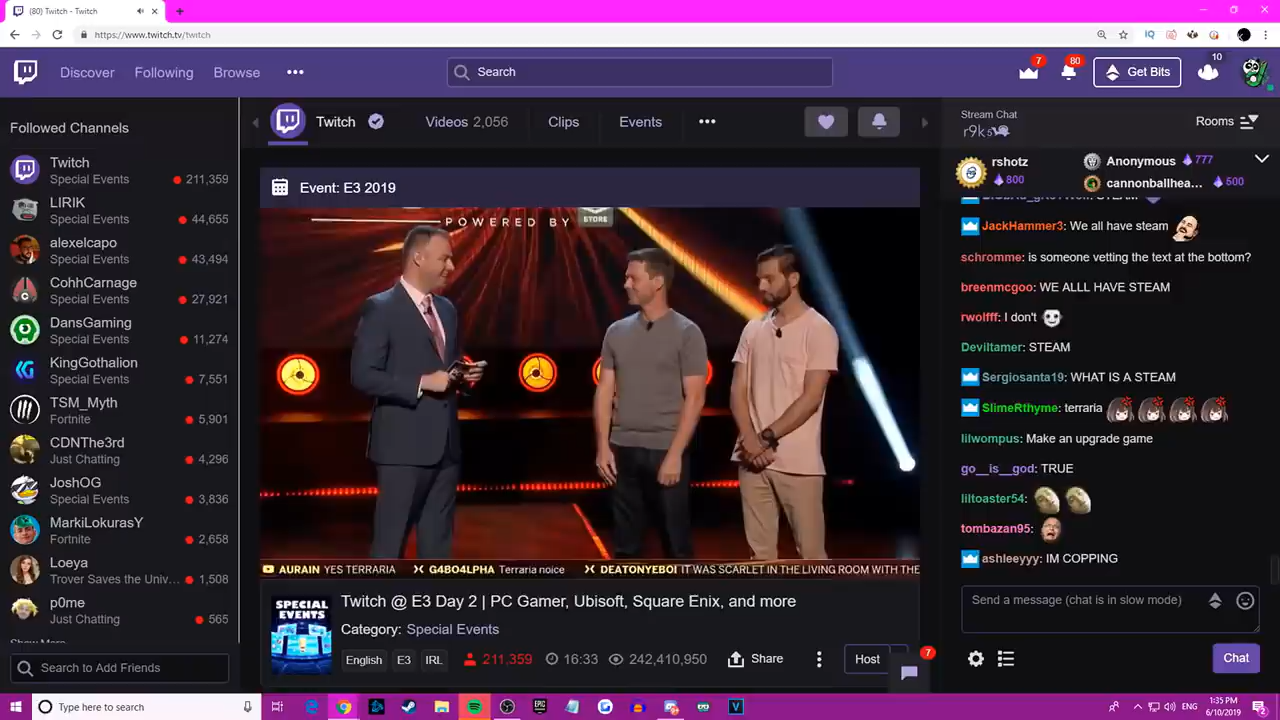 (80) Twitch - Twitch
https://www.twitch.tv/twitch
Discover Following Browse ••• Search 7 80 Get Bits 10
Followed Channels
Twitch
Special Events 211,359
LIRIK
Special Events 44,655
alexelcapo
Special Events 43,494
CohhCarnage
Special Events 27,921
DansGaming
Special Events 11,274
KingGothalion
Special Events 7,551
TSM_Myth
Fortnite 5,901
CDNThe3rd
Just Chatting 4,296
JoshOG
Special Events 3,836
MarkiLokurasY
Fortnite 2,658
Loeya
Trover Saves the Univ... 1,508
p0me
Just Chatting 565
Search to Add Friends
Twitch Videos 2,056 Clips Events •••
Event: E3 2019
POWERED BY STORE
AURAIN YES TERRARIA G4BO4LPHA Terraria noice DEATONYEBOI IT WAS SCARLET IN THE LIVING ROOM WITH THE
SPECIAL EVENTS
Twitch @ E3 Day 2 | PC Gamer, Ubisoft, Square Enix, and more
Category: Special Events
English E3 IRL 211,359 16:33 242,410,950 Share Host 7
Stream Chat
r9k
Rooms
rshotz
800
Anonymous 777
cannonballhea... 500
JackHammer3: We all have steam
schromme: is someone vetting the text at the bottom?
breenmcgoo: WE ALLL HAVE STEAM
rwolfff: I don't
Deviltamer: STEAM
Sergiosanta19: WHAT IS A STEAM
SlimeRthyme: terraria
lilwompus: Make an upgrade game
go__is__god: TRUE
liltoaster54:
tombazan95:
ashleeyyy: IM COPPING
Send a message (chat is in slow mode)
Chat
Type here to search
1:35 PM
6/10/2019
2